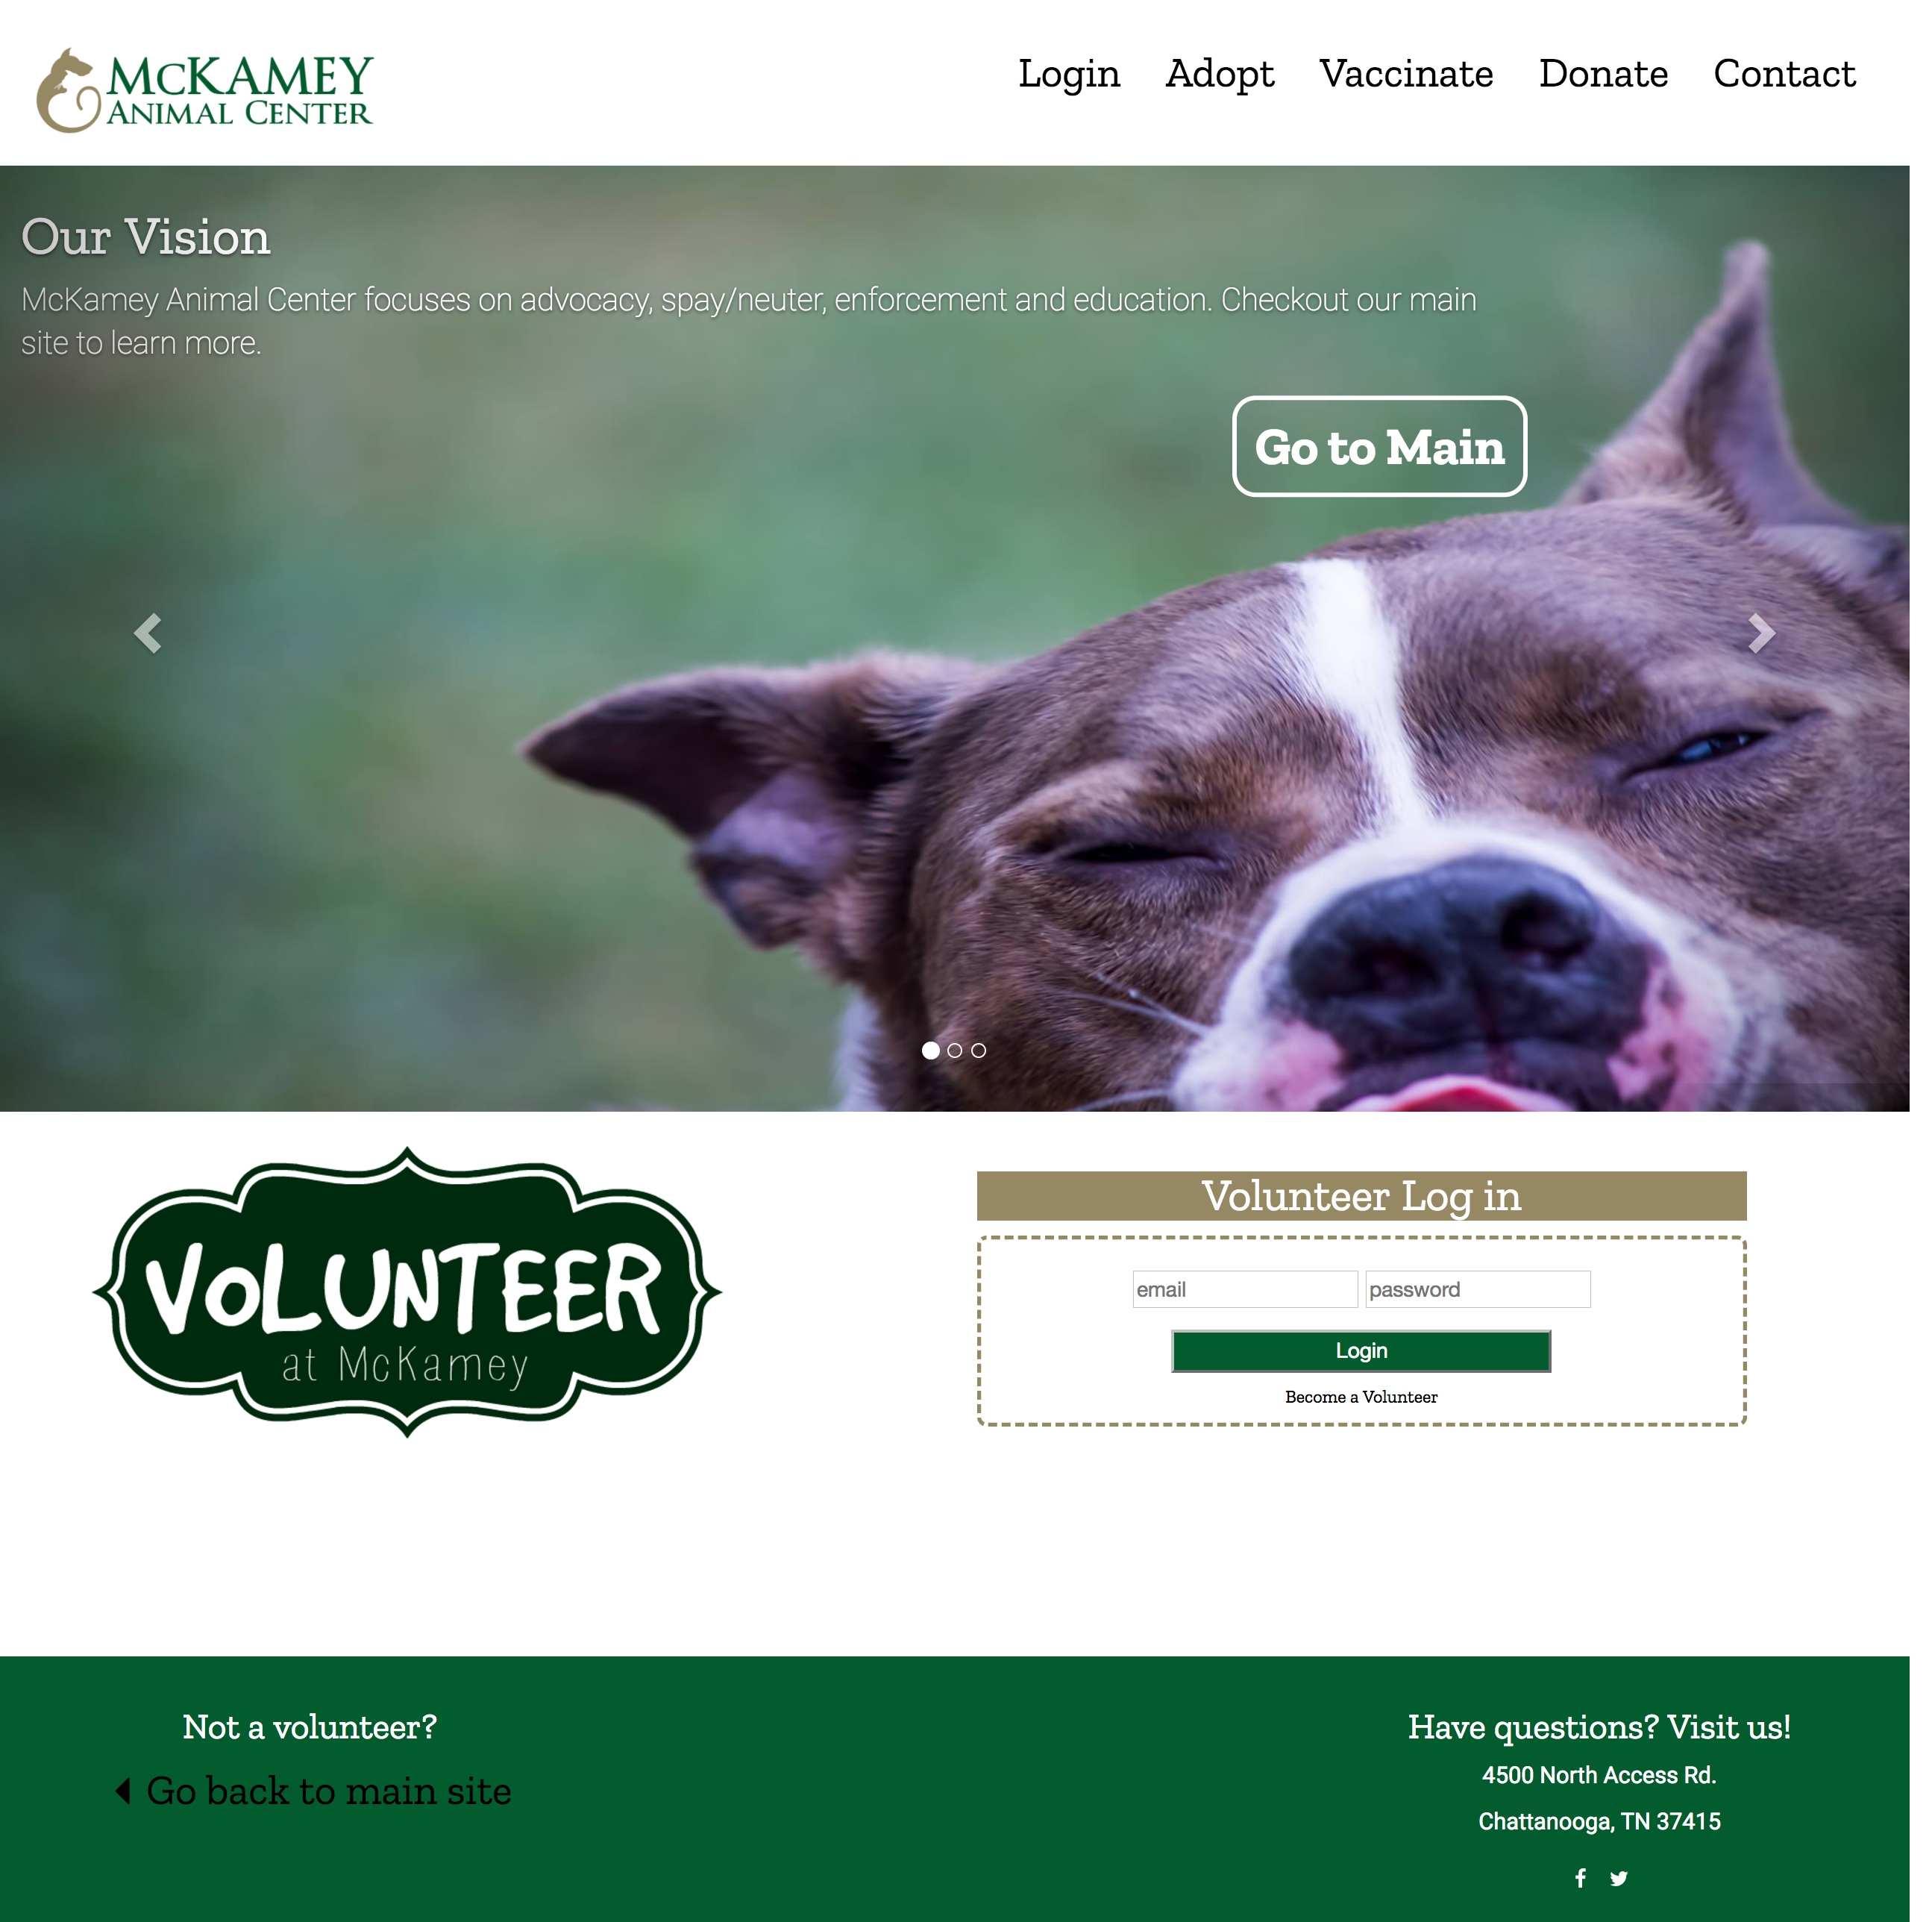 McKAMEY
ANIMAL CENTER
Login Adopt Vaccinate Donate Contact
Our Vision
McKamey Animal Center focuses on advocacy, spay/neuter, enforcement and education. Checkout our main
site to learn more.
Go to Main
VOLUNTEER
at McKamey
Volunteer Log in
email password
Login
Become a Volunteer
Not a volunteer?
Go back to main site
Have questions? Visit us!
4500 North Access Rd.
Chattanooga, TN 37415